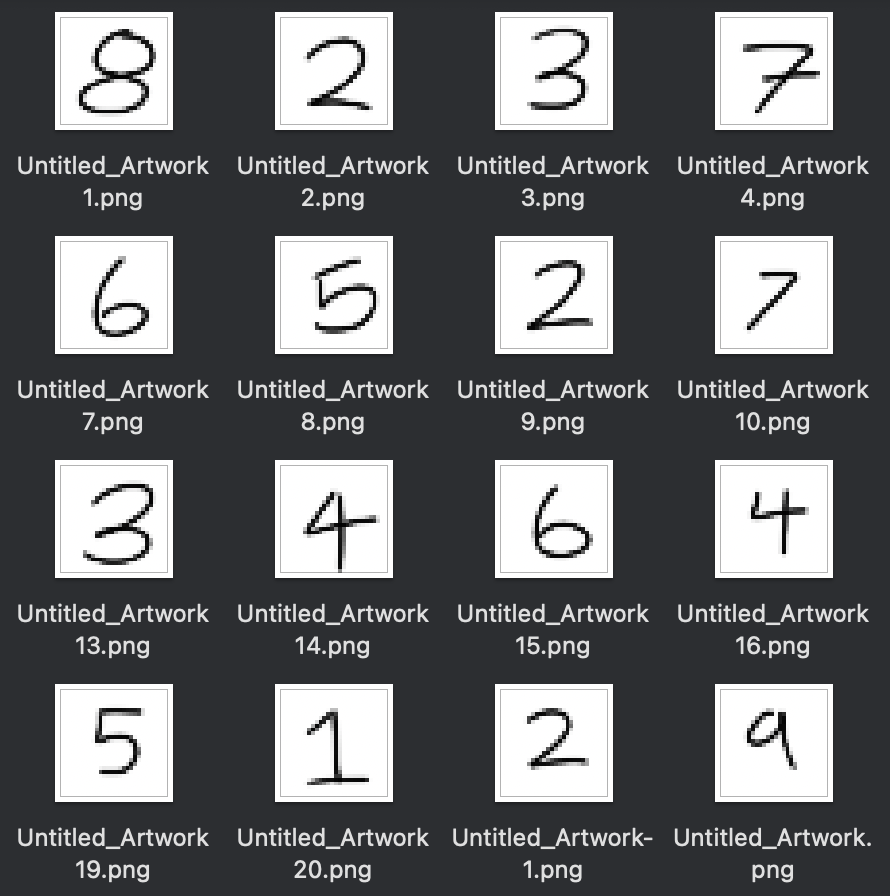 8 2 3 7
Untitled_Artwork Untitled_Artwork Untitled_Artwork Untitled_Artwork
1.png 2.png 3.png 4.png
6 5 2 7
Untitled_Artwork Untitled_Artwork Untitled_Artwork Untitled_Artwork
7.png 8.png 9.png 10.png
3 4 6 4
Untitled_Artwork Untitled_Artwork Untitled_Artwork Untitled_Artwork
13.png 14.png 15.png 16.png
5 1 2 9
Untitled_Artwork Untitled_Artwork Untitled_Artwork- Untitled_Artwork.
19.png 20.png 1.png png